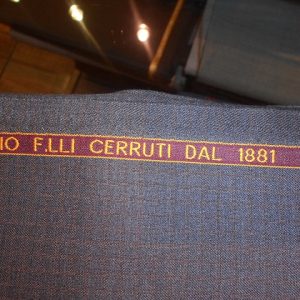 IO F.LLI CERRUTI DAL 1881